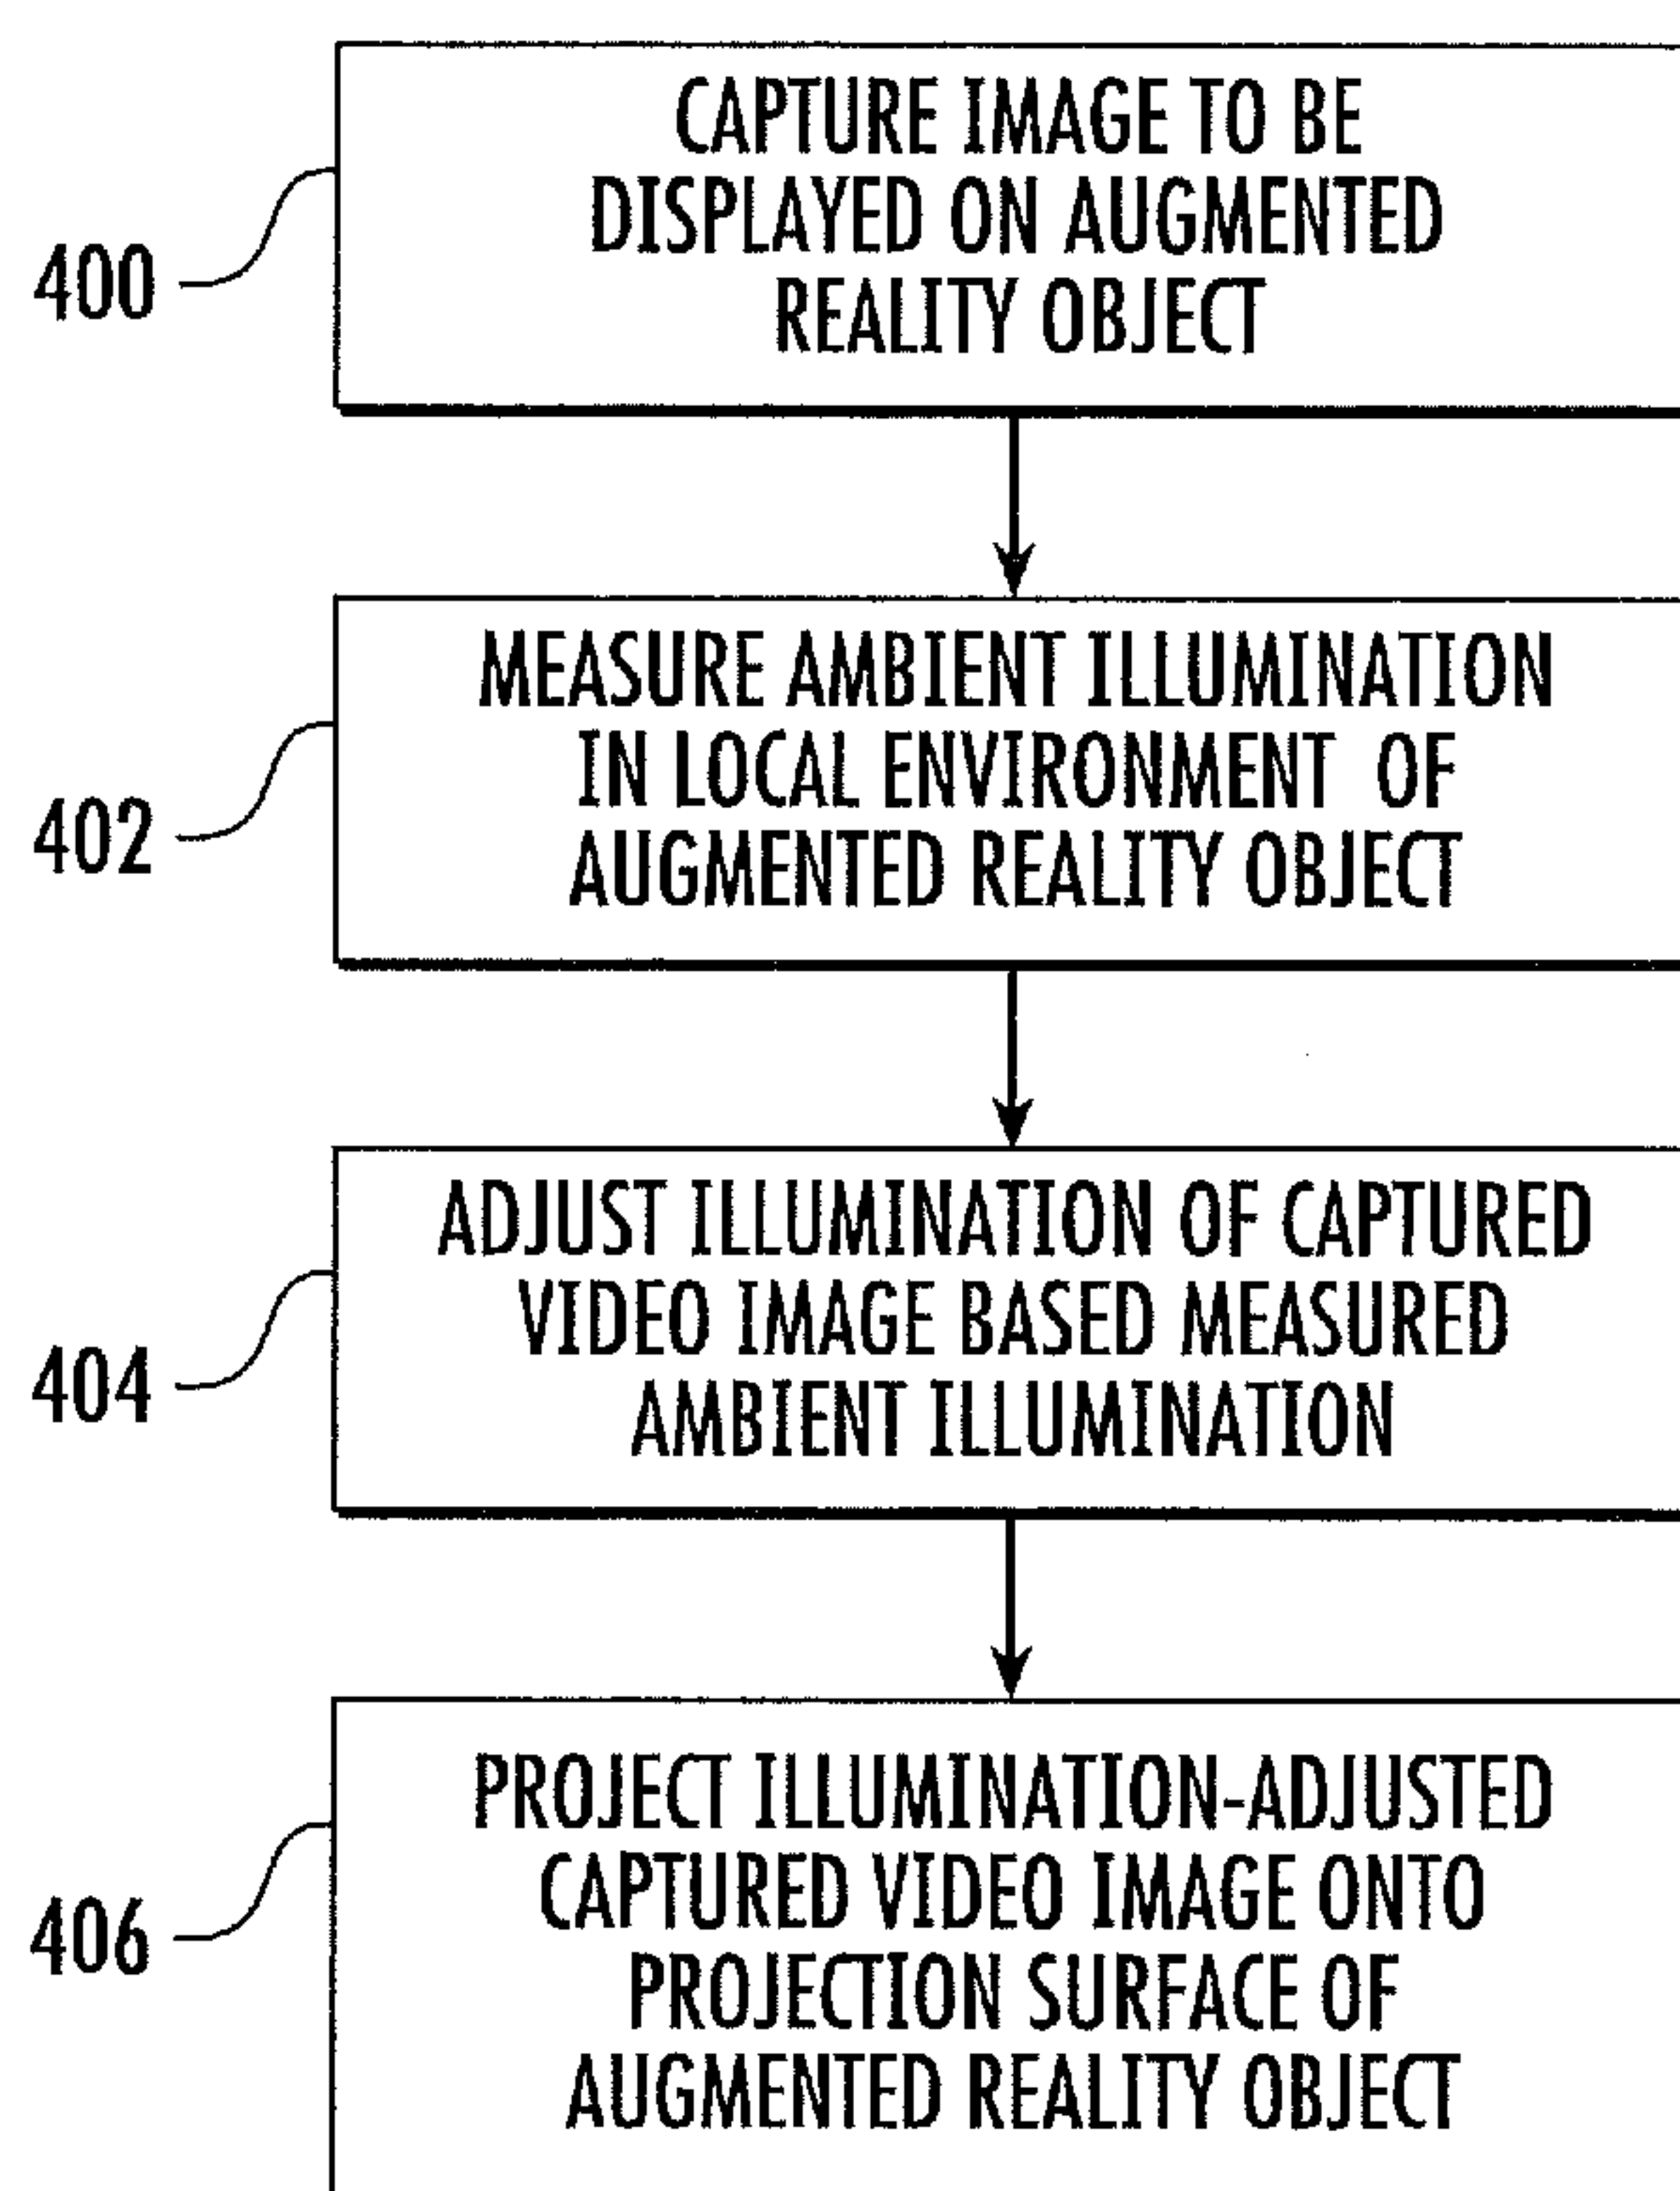 CAPTURE IMAGE TO BE
DISPLAYED ON AUGMENTED
REALITY OBJECT
400
MEASURE AMBIENT ILLUMINATION
IN LOCAL ENVIRONMENT OF
AUGMENTED REALITY OBJECT
402
ADJUST ILLUMINATION OF CAPTURED
VIDEO IMAGE BASED MEASURED
AMBIENT ILLUMINATION
404
PROJECT ILLUMINATION-ADJUSTED
CAPTURED VIDEO IMAGE ONTO
PROJECTION SURFACE OF
AUGMENTED REALITY OBJECT
406